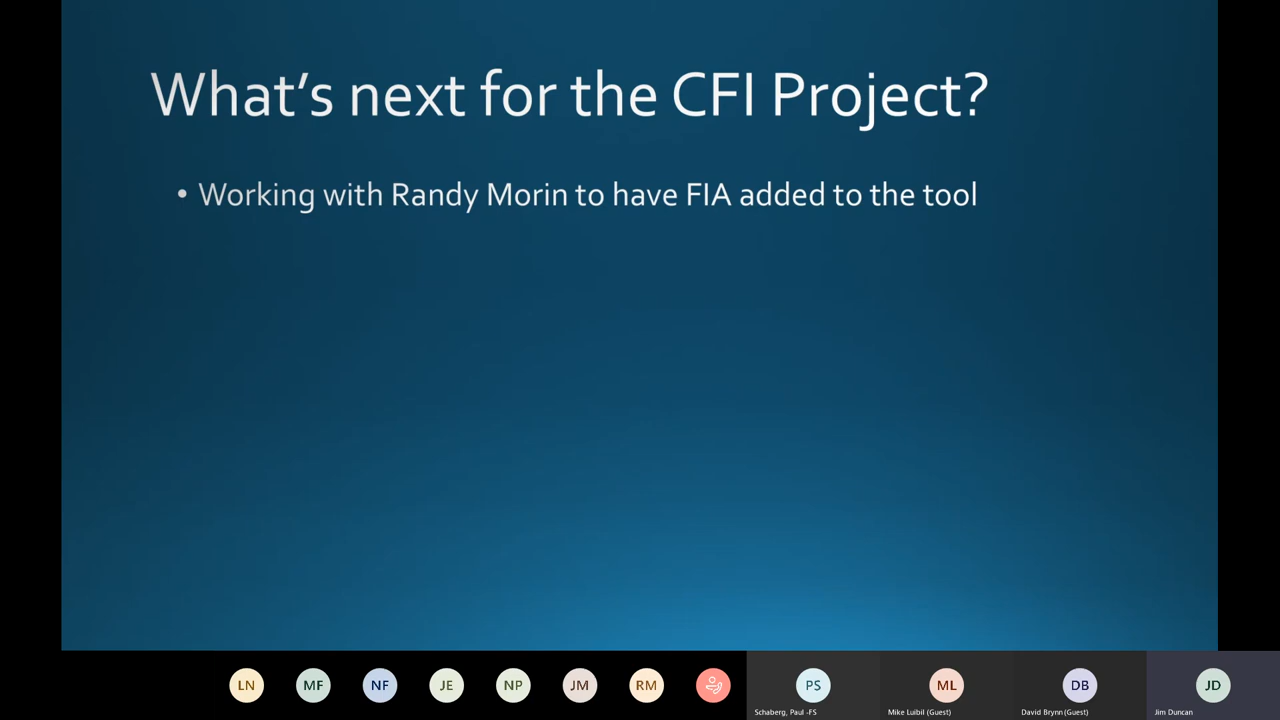 What's next for the CFI Project?
• Working with Randy Morin to have FIA added to the tool
LN MF NF JE NP JM RM PS ML DB JD
Schaberg, Paul -FS Mike Luibil (Guest) David Brynn (Guest) Jim Duncan